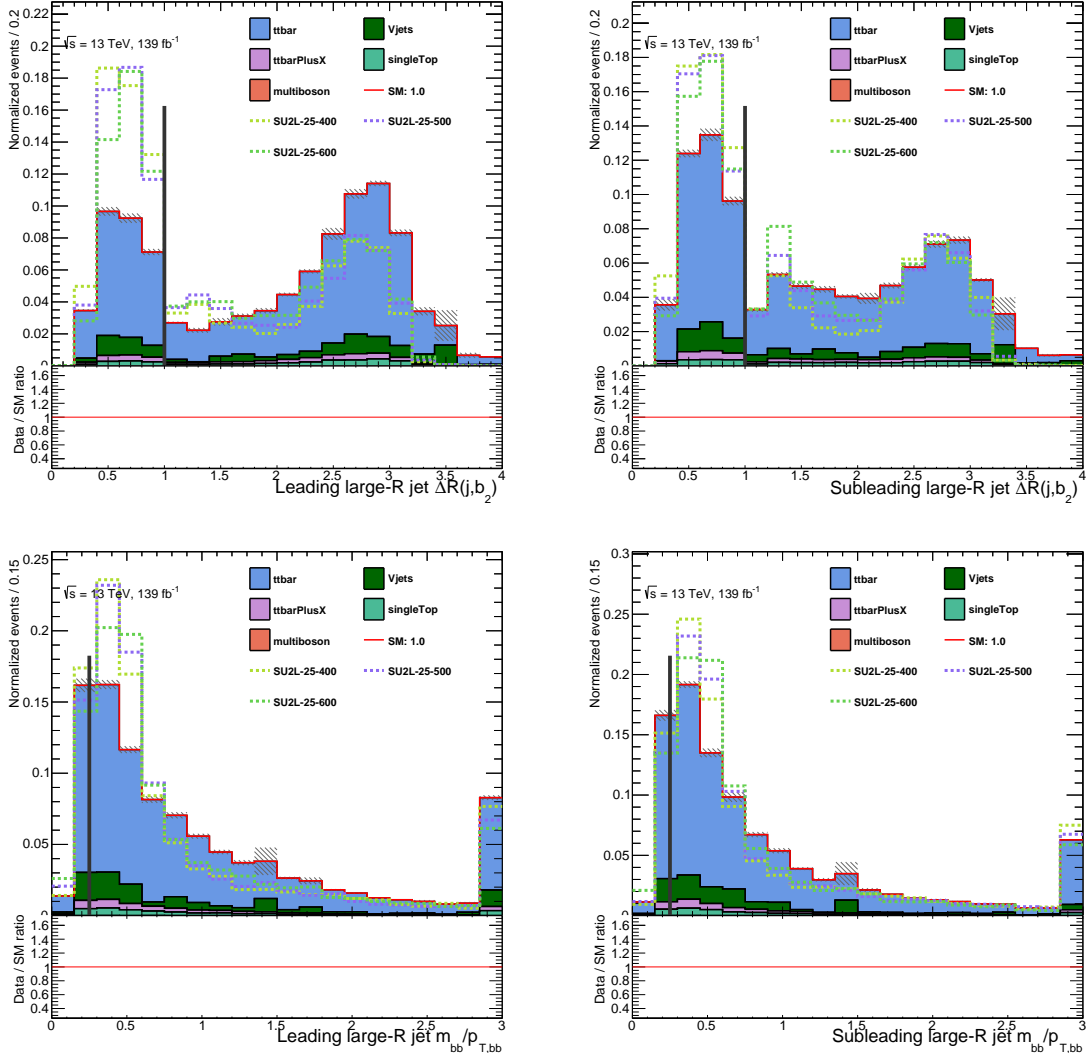 Normalized events / 0.2
0.22
0.2
0.18
0.16
0.14
0.12
0.1
0.08
0.06
0.04
0.02
√s = 13 TeV, 139 fb-1
ttbar
Vjets
ttbarPlusX
singleTop
multiboson
SM: 1.0
SU2L-25-400
SU2L-25-500
SU2L-25-600
Data / SM ratio
1.6
1.4
1.2
1
0.8
0.6
0.4
0 0.5 1 1.5 2 2.5 3 3.5 4
Leading large-R jet ΔR(j,b2)
Normalized events / 0.2
0.2
0.18
0.16
0.14
0.12
0.1
0.08
0.06
0.04
0.02
0
√s = 13 TeV, 139 fb-1
ttbar
Vjets
ttbarPlusX
singleTop
multiboson
SM: 1.0
SU2L-25-400
SU2L-25-500
SU2L-25-600
Data / SM ratio
1.6
1.4
1.2
1
0.8
0.6
0.4
0 0.5 1 1.5 2 2.5 3 3.5 4
Subleading large-R jet ΔR(j,b2)
Normalized events / 0.15
0.25
0.2
0.15
0.1
0.05
0
√s = 13 TeV, 139 fb-1
ttbar
Vjets
ttbarPlusX
singleTop
multiboson
SM: 1.0
SU2L-25-400
SU2L-25-500
SU2L-25-600
Data / SM ratio
1.6
1.4
1.2
1
0.8
0.6
0.4
0 0.5 1 1.5 2 2.5 3
Leading large-R jet mbb/pT,bb
Normalized events / 0.15
0.3
0.25
0.2
0.15
0.1
0.05
0
√s = 13 TeV, 139 fb-1
ttbar
Vjets
ttbarPlusX
singleTop
multiboson
SM: 1.0
SU2L-25-400
SU2L-25-500
SU2L-25-600
Data / SM ratio
1.6
1.4
1.2
1
0.8
0.6
0.4
0 0.5 1 1.5 2 2.5 3
Subleading large-R jet mbb/pT,bb